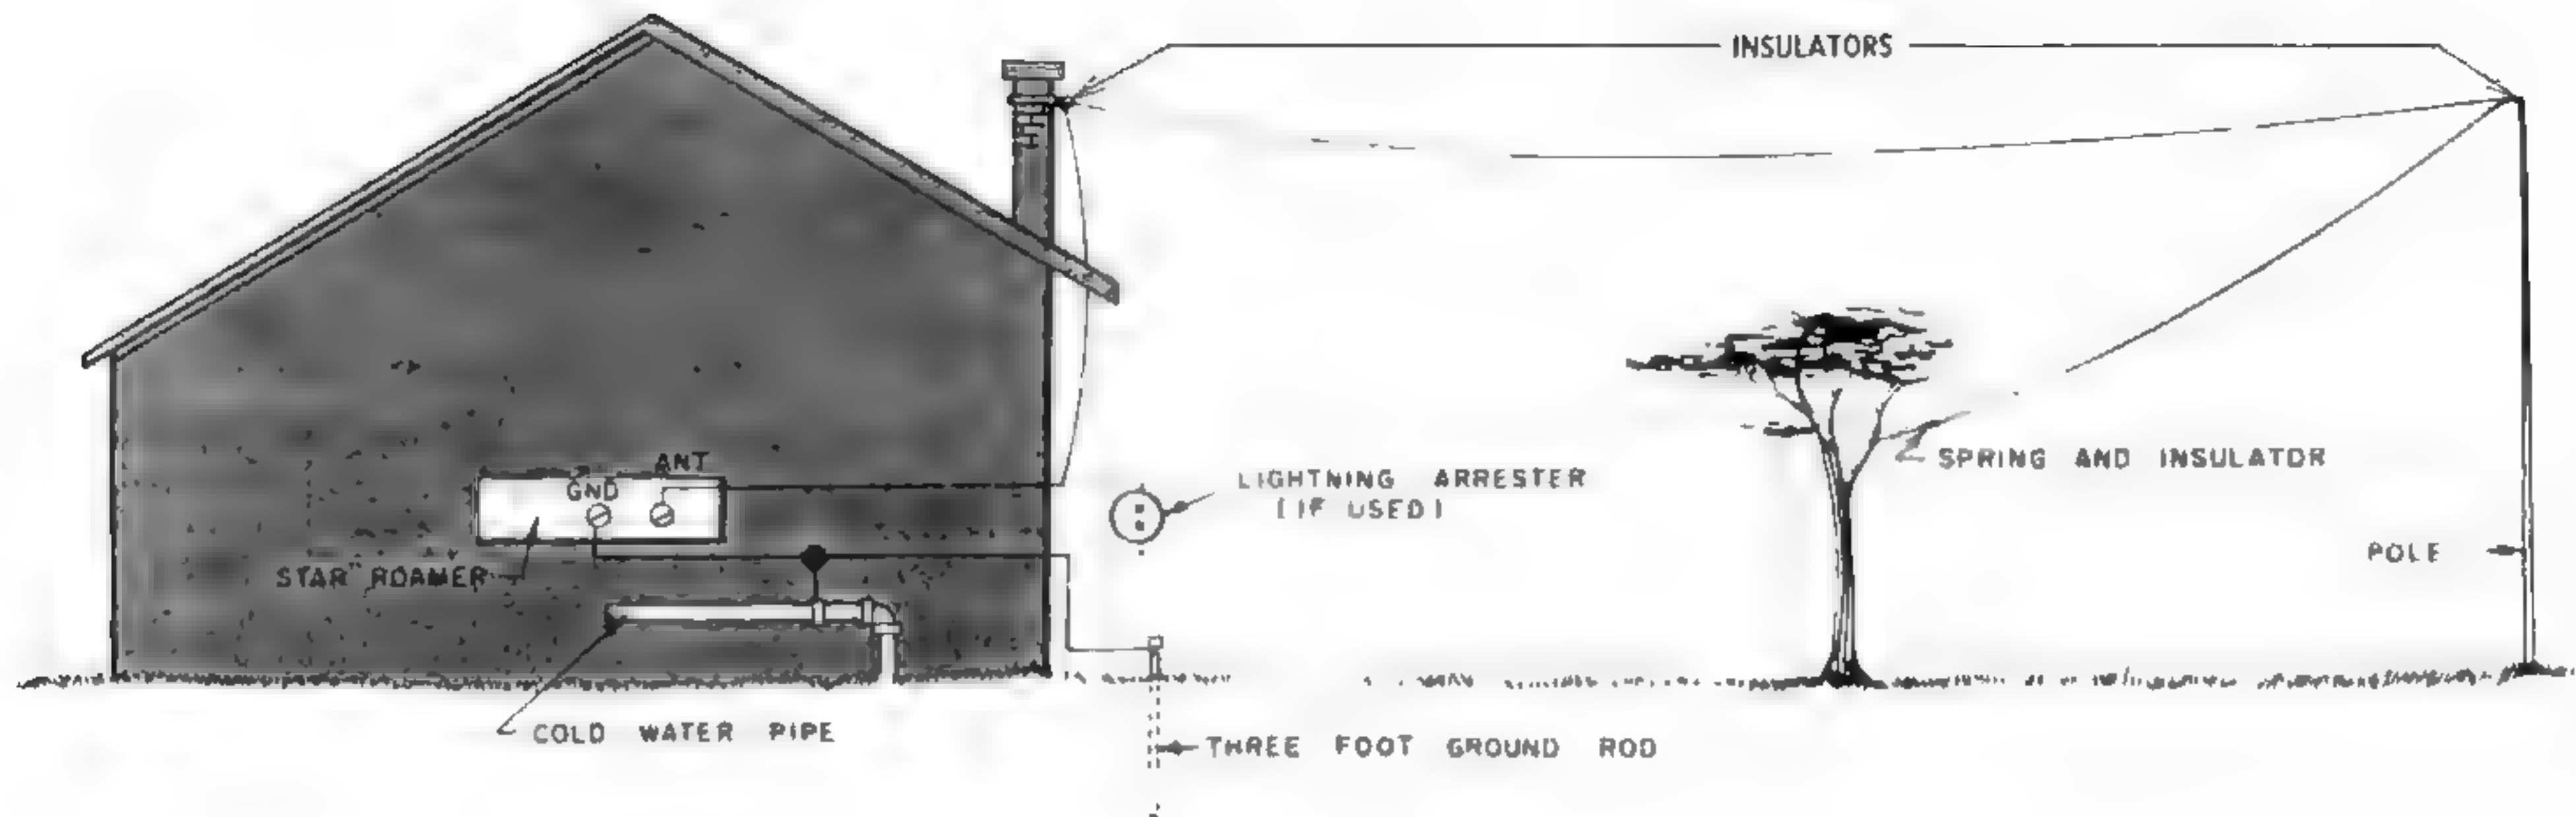 INSULATORS
ANT
GND
LIGHTNING ARRESTER
(IF USED)
SPRING AND INSULATOR
POLE
STAR" ROAMER
COLD WATER PIPE
THREE FOOT GROUND ROD